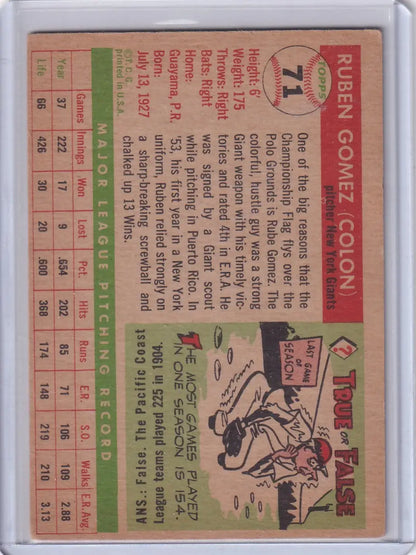 TOPPS
71
RUBEN GOMEZ (COLON)
pitcher New York Giants
Height: 6'
Weight: 175
Throws: Right
Bats: Right
Home:
Guayama, P.R.
July 13, 1927
©T.C.G.
printed in U.S.A.
One of the big reasons that the
Championship Flag flys over the
Polo Grounds is Rube Gomez. The
colorful, hustle guy was a strong
Giant weapon with his timely vic-
tories and rated 4th in E.R.A. He
was signed by a Giant scout
while pitching in Puerto Rico. In
'53, his first year in a New York
uniform, Ruben relied strongly on
a sharp-breaking screwball and
chalked up 13 Wins.
?
TRUE OR FALSE
LAST GAME OF SEASON
THE MOST GAMES PLAYED
IN ONE SEASON IS 154.
ANS.: False. The Pacific Coast
League teams played 225 in 1904.
MAJOR LEAGUE PITCHING RECORD
Games Innings Won Lost Pct. Hits Runs E.R. S.O. Walks E.R.Avg.
Year 37 222 17 9 .654 202 85 71 106 109 2.88
Life 66 426 30 20 .600 368 174 148 219 210 3.13